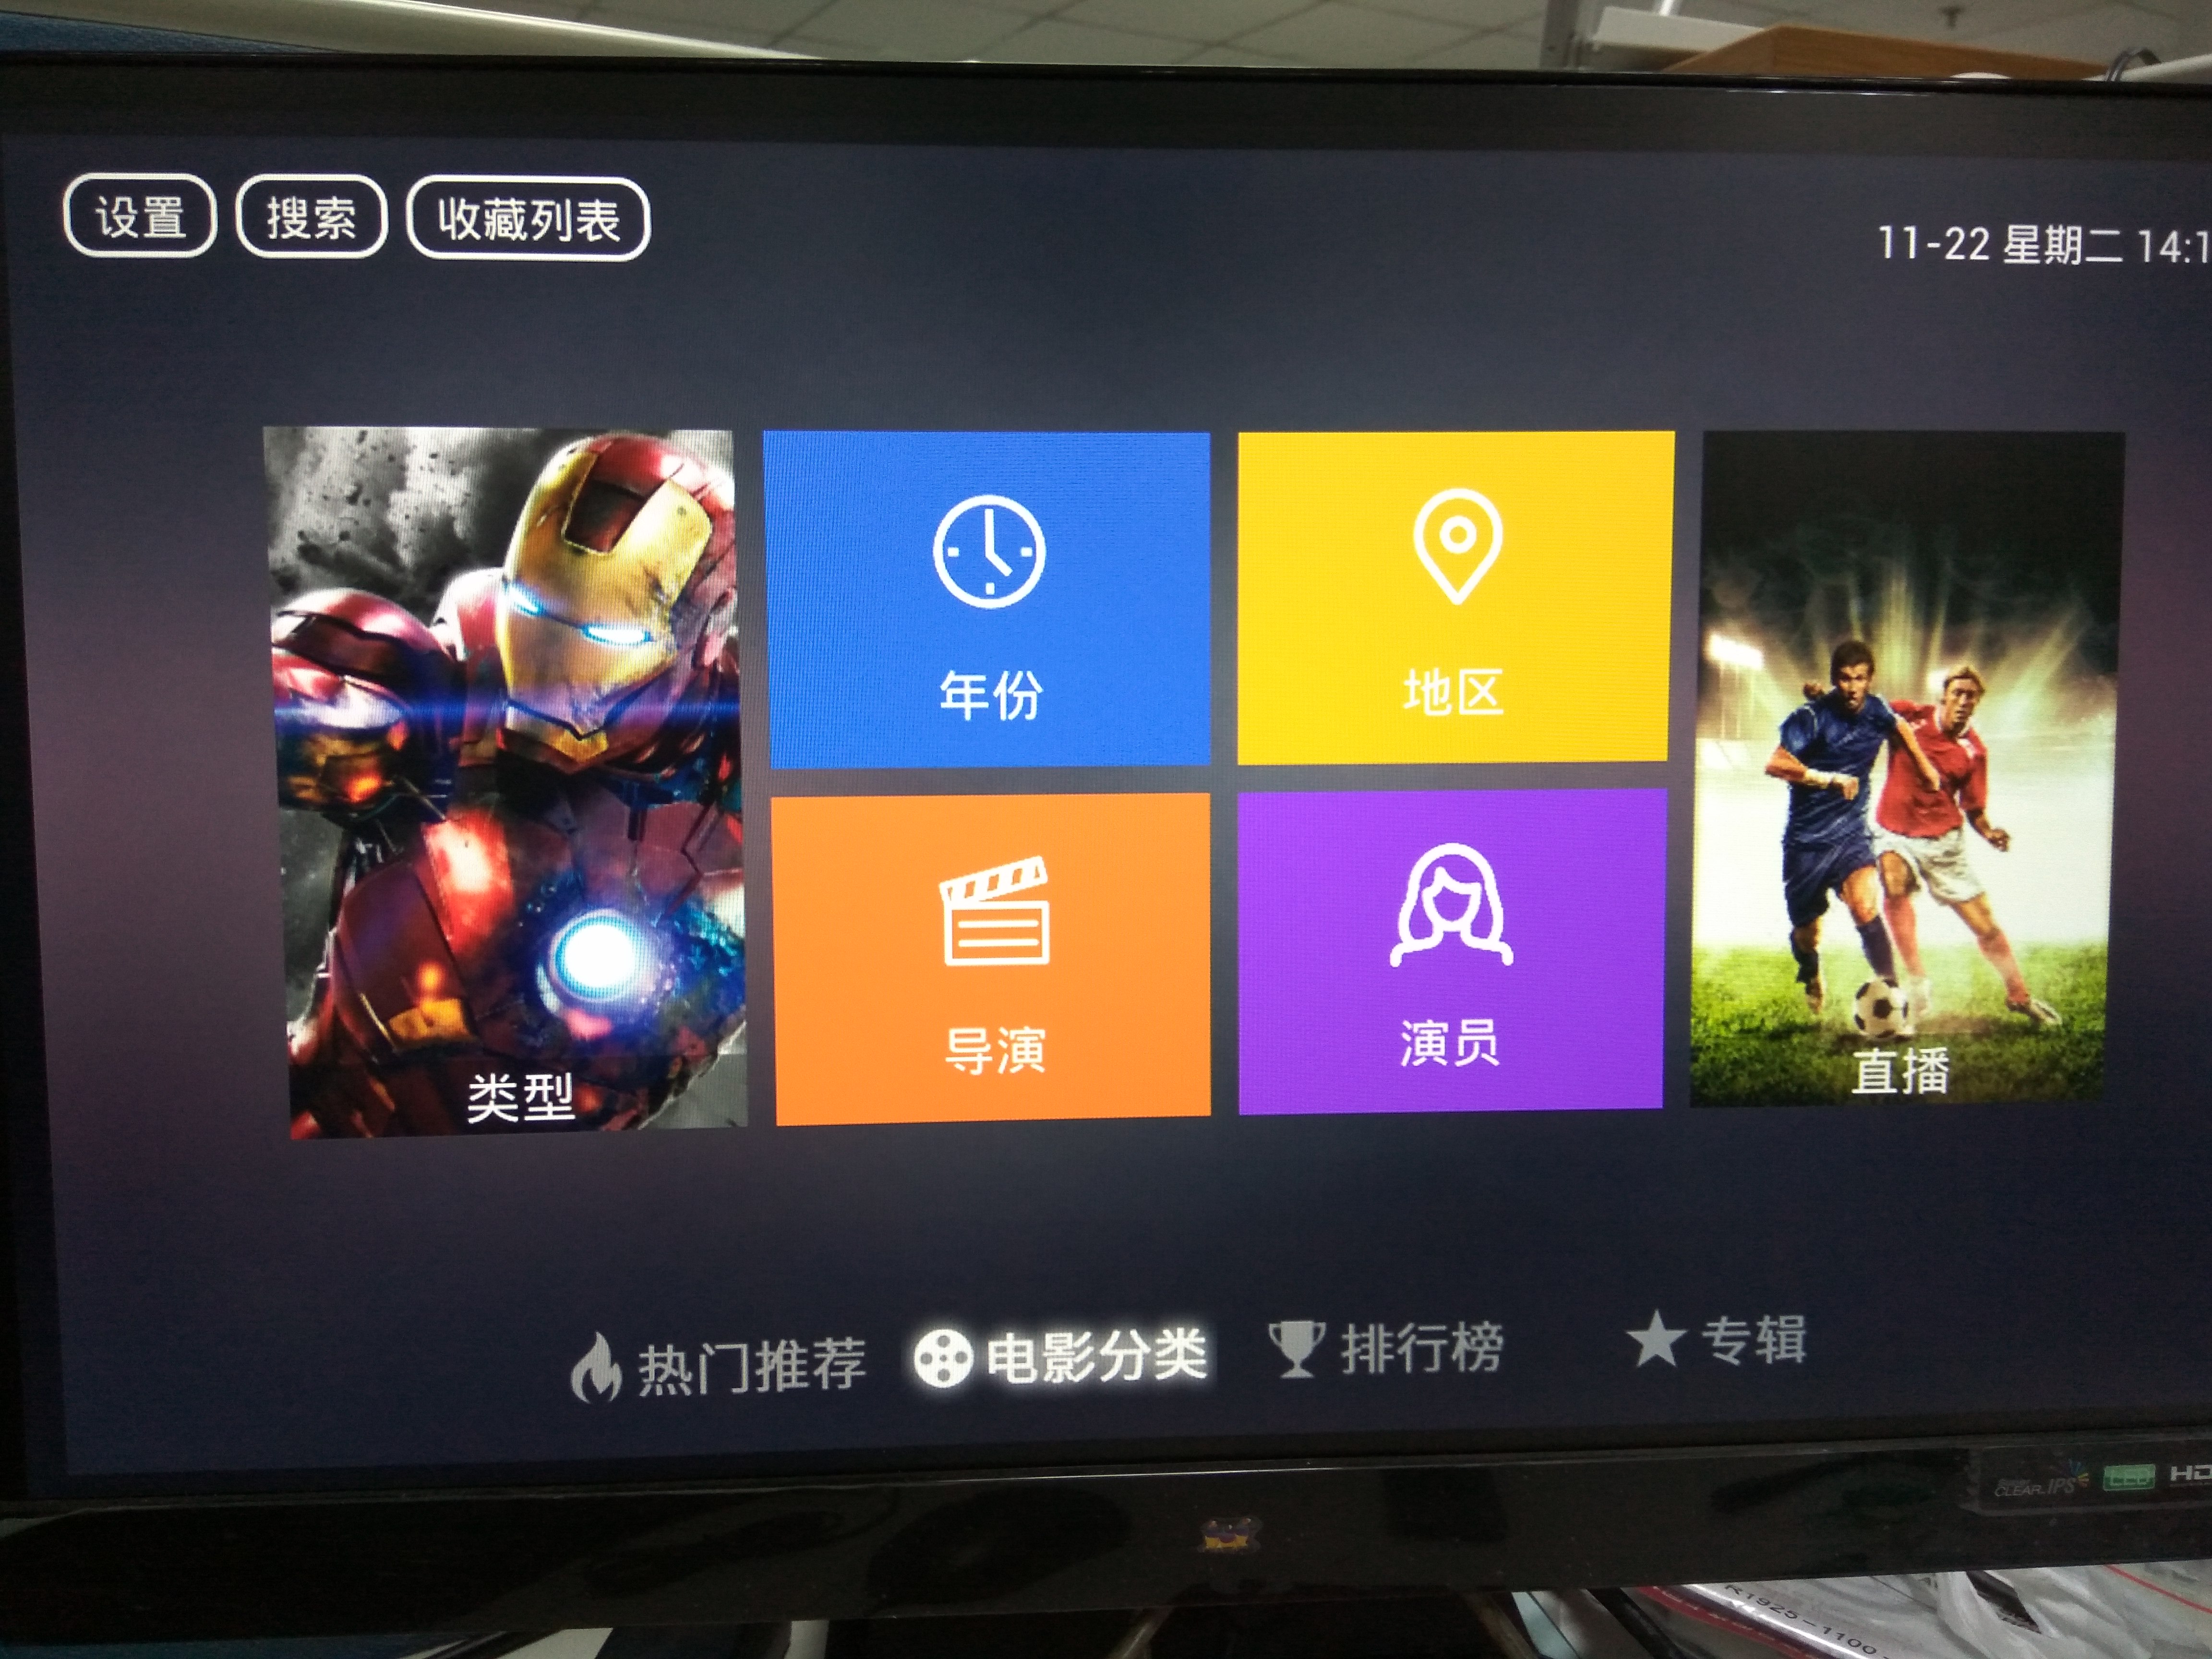 设置 搜索 收藏列表
11-22 星期二 14:1
年份
地区
导演
演员
类型
直播
热门推荐 电影分类 排行榜 专辑
CLEAR.IPS LED HD
R1925-1100